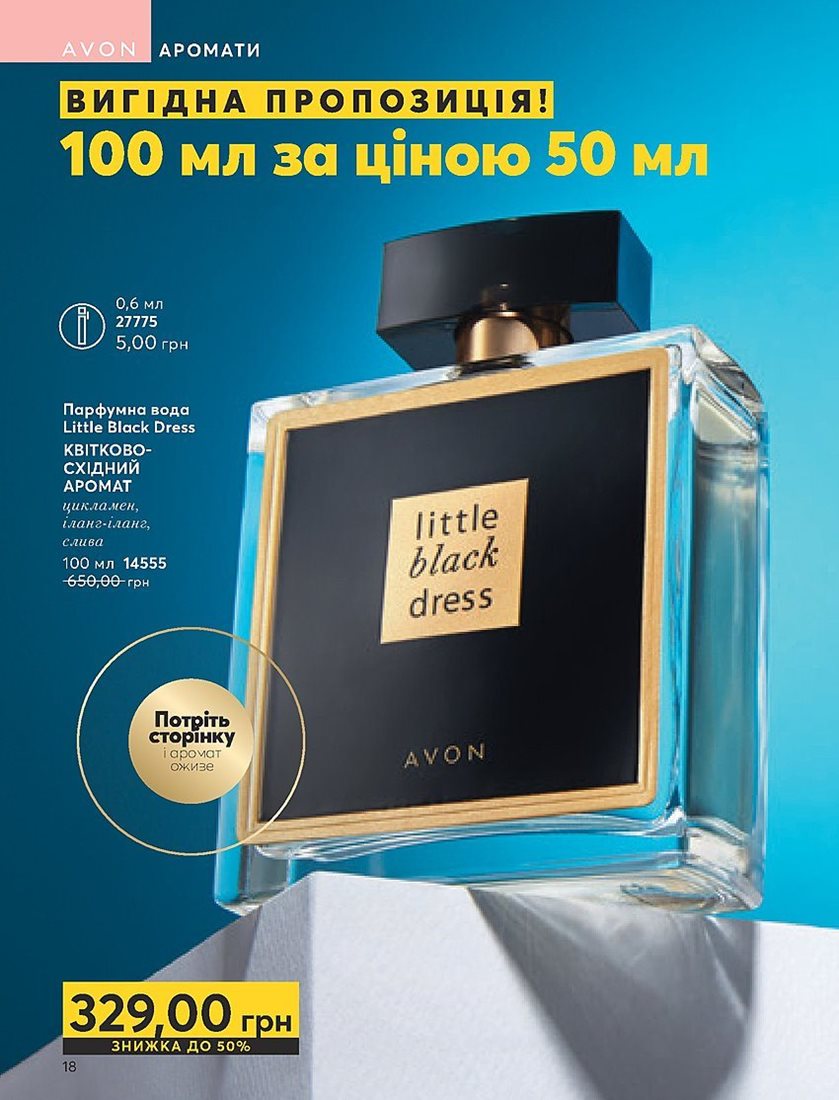 AVON АРОМАТИ
ВИГІДНА ПРОПОЗИЦІЯ!
100 мл за ціною 50 мл
0,6 мл
27775
5,00 грн
Парфумна вода
Little Black Dress
КВІТКОВО-
СХІДНИЙ
АРОМАТ
цикламен,
іланг-іланг,
слива
100 мл 14555
650,00 грн
little
black
dress
AVON
Потріть
сторінку
і аромат
оживе
329,00 грн
ЗНИЖКА ДО 50%
18